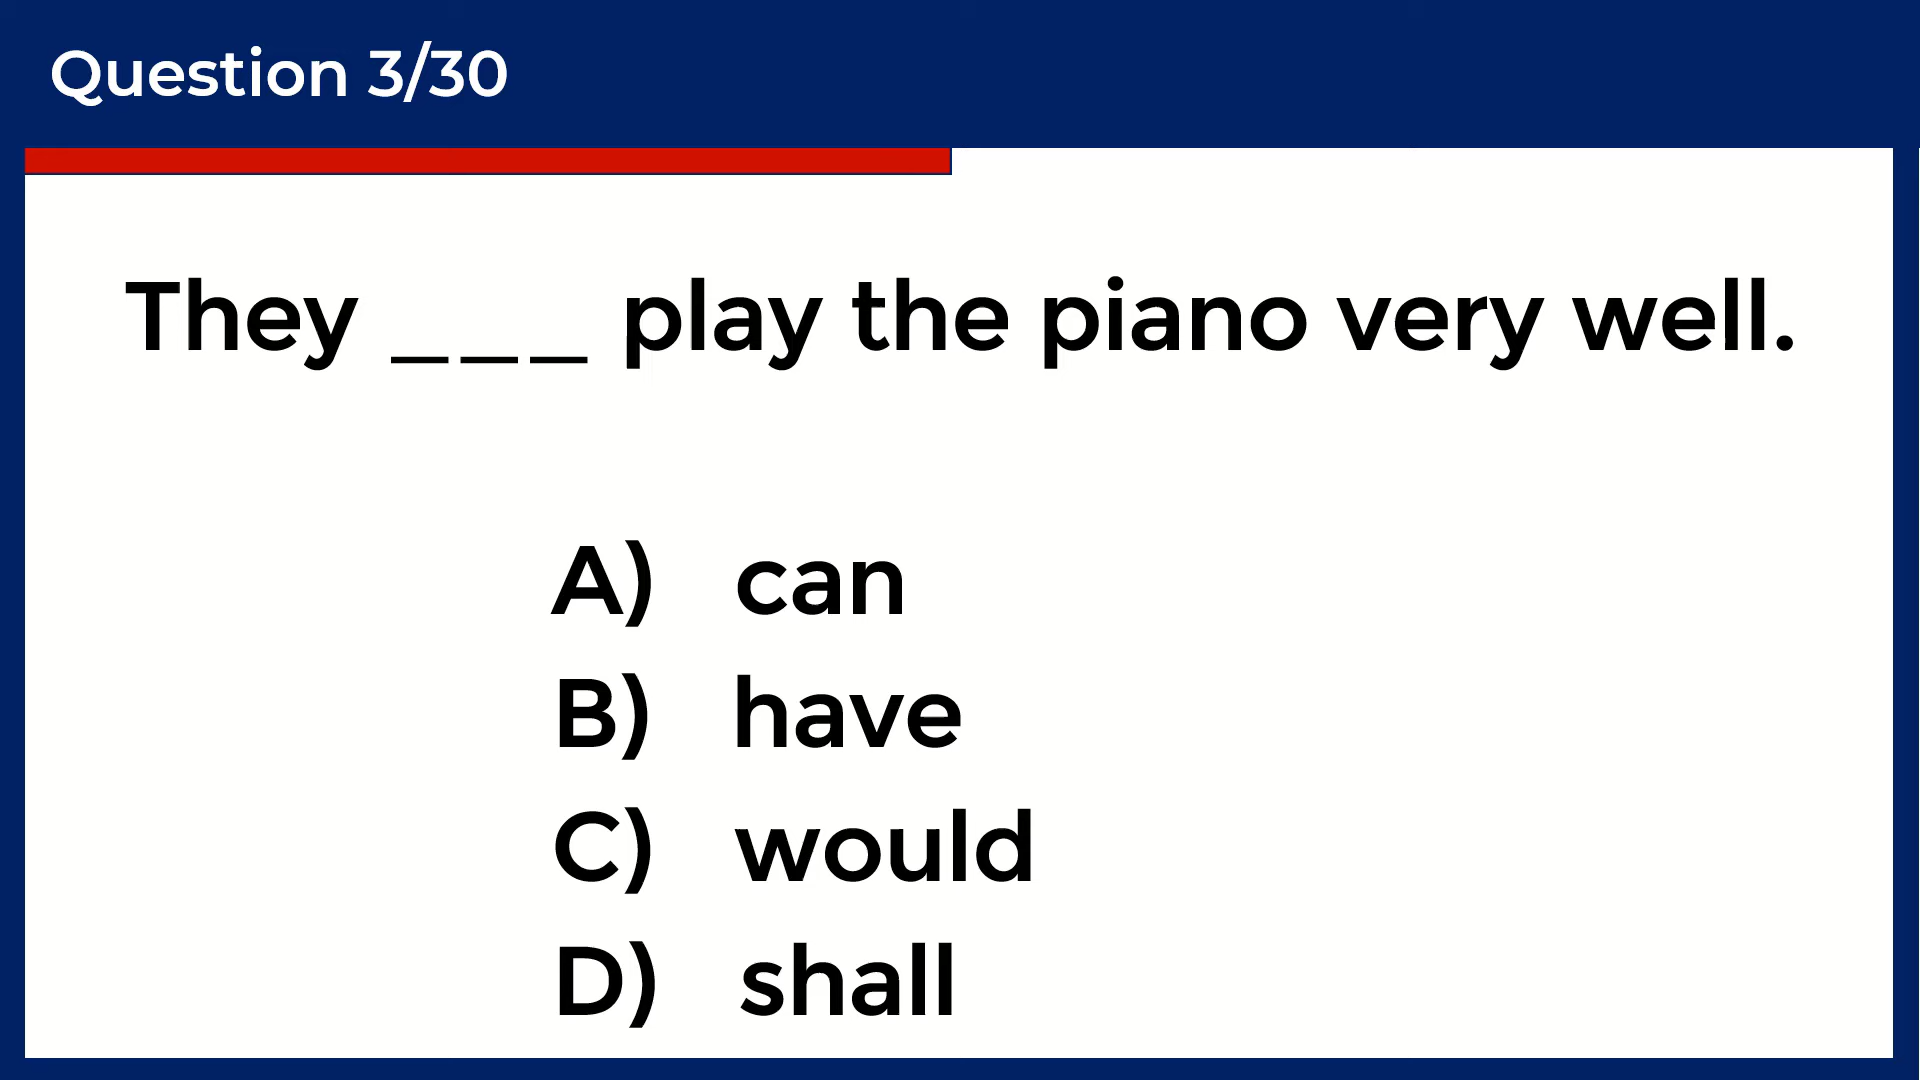 Question 3/30
They ___ play the piano very well.
A) can
B) have
C) would
D) shall